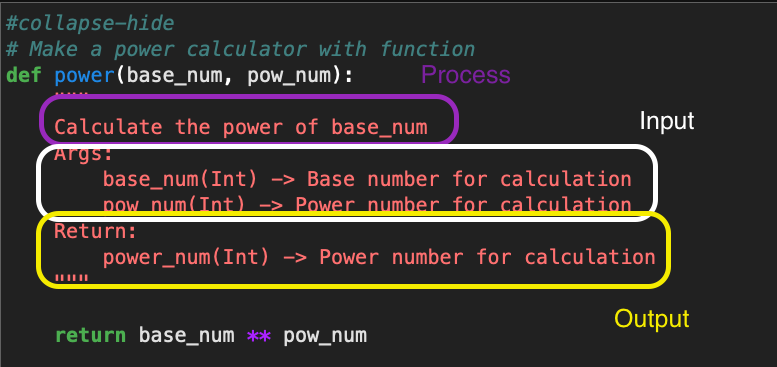 #collapse-hide
# Make a power calculator with function
def power(base_num, pow_num):
Process
"""
Calculate the power of base_num
Input
Args:
base_num(Int) -> Base number for calculation
pow_num(Int) -> Power number for calculation
Return:
power_num(Int) -> Power number for calculation
"""
Output
return base_num ** pow_num